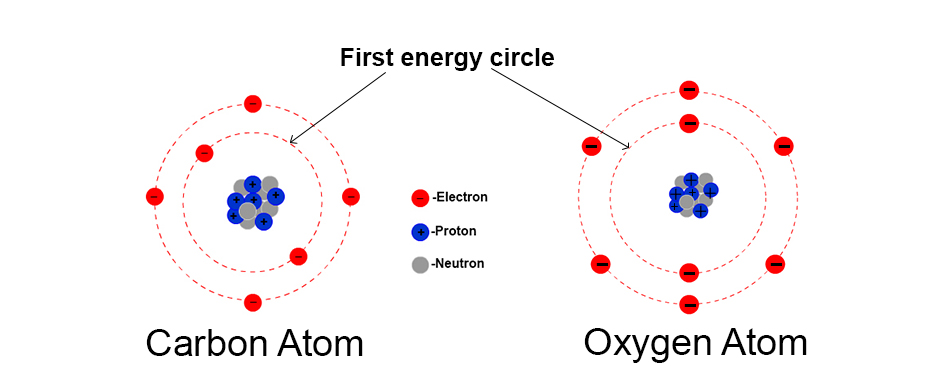 First energy circle
-Electron
-Proton
-Neutron
Carbon Atom
Oxygen Atom